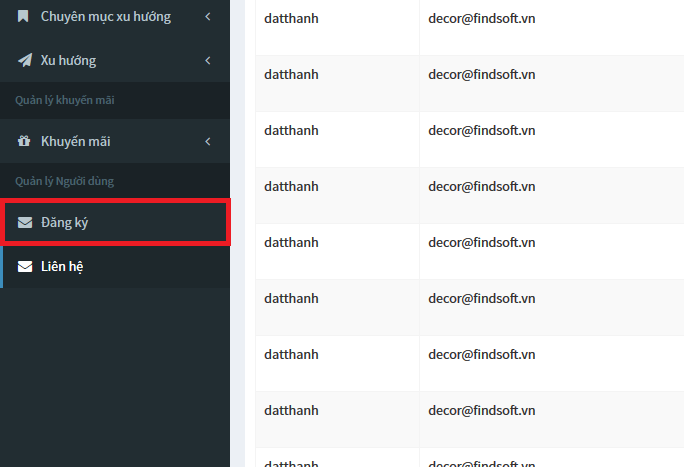 Chuyên mục xu hướng
Xu hướng
Quản lý khuyến mãi
Khuyến mãi
Quản lý Người dùng
Đăng ký
Liên hệ
datthanh decor@findsoft.vn
datthanh decor@findsoft.vn
datthanh decor@findsoft.vn
datthanh decor@findsoft.vn
datthanh decor@findsoft.vn
datthanh decor@findsoft.vn
datthanh decor@findsoft.vn
datthanh decor@findsoft.vn
datthanh decor@findsoft.vn